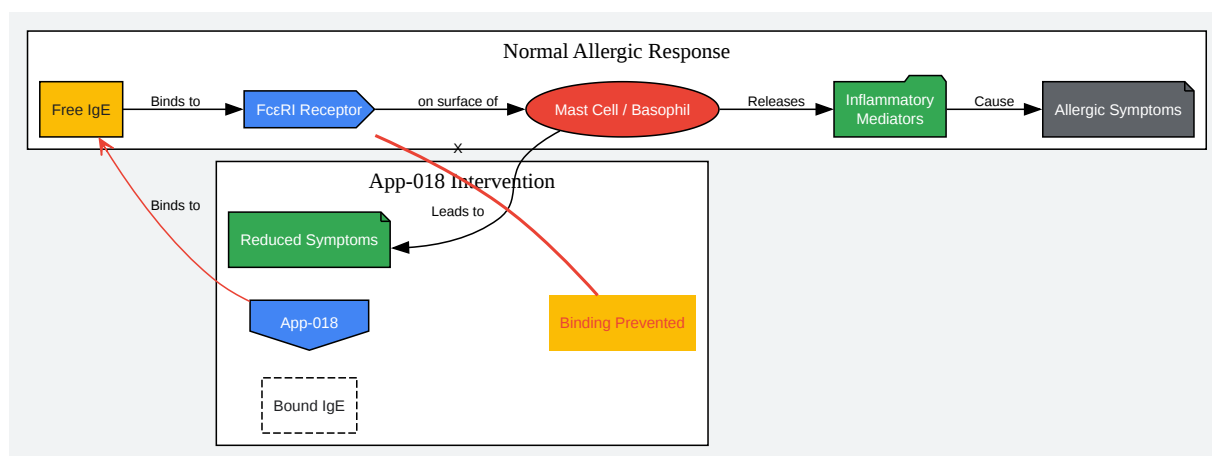 Normal Allergic Response
Free IgE
Binds to
FcεRI Receptor
on surface of
Mast Cell / Basophil
Releases
Inflammatory
Mediators
Cause
Allergic Symptoms
X
App-018 Intervention
Binds to
Leads to
Reduced Symptoms
App-018
Binding Prevented
Bound IgE